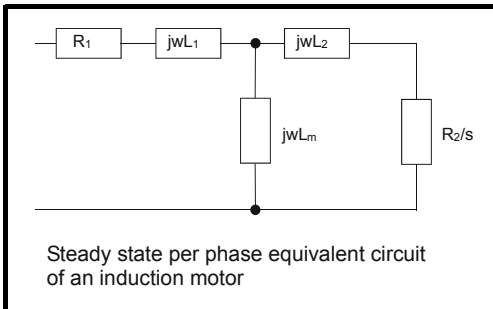 R1 jwL1 jwL2
jwLm R2/s
Steady state per phase equivalent circuit
of an induction motor